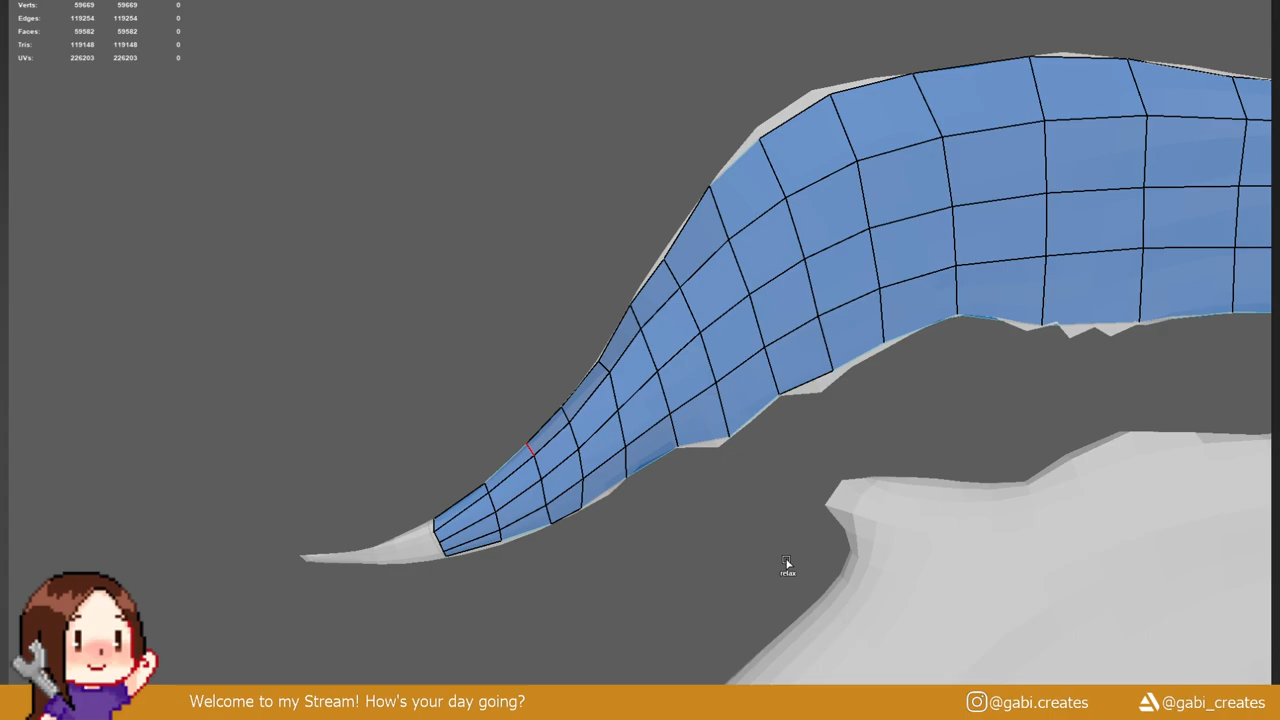 Verts: 59669 59669 0
Edges: 119254 119254 0
Faces: 59582 59582 0
Tris: 119148 119148 0
UVs: 226203 226203 0
relax
Welcome to my Stream! How's your day going? @gabi.creates @gabi_creates